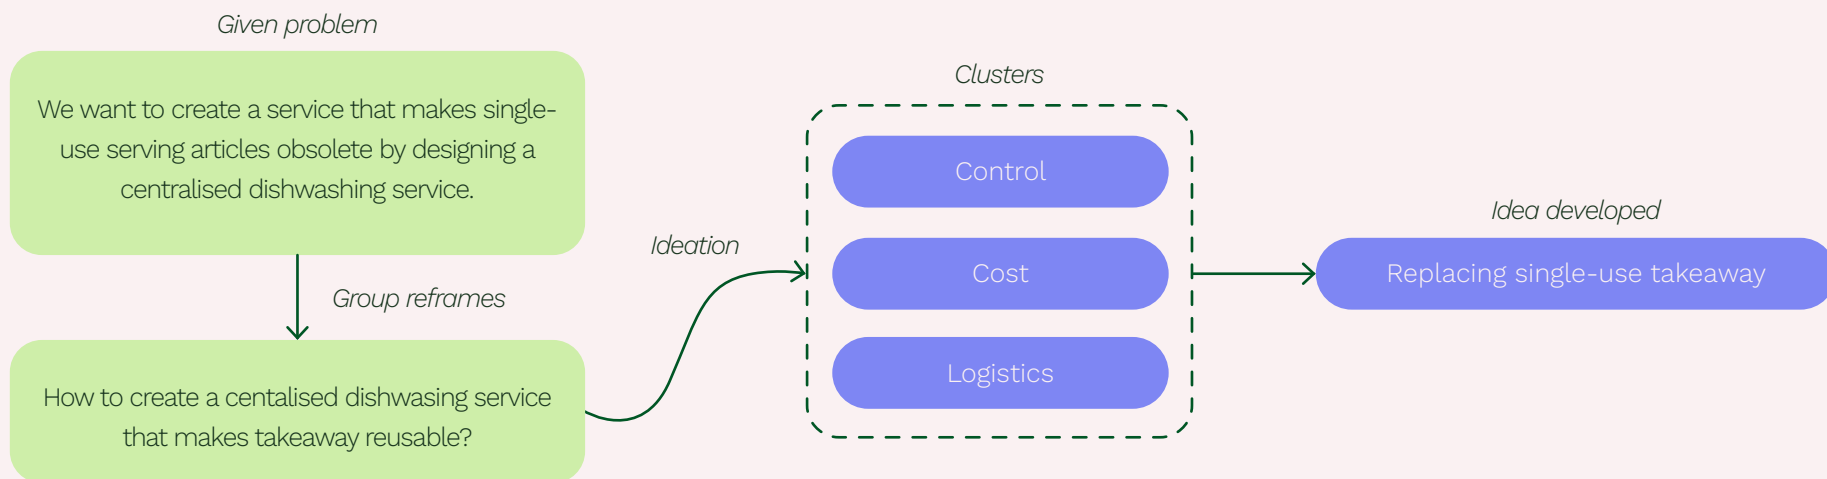 Given problem
We want to create a service that makes single-
use serving articles obsolete by designing a
centralised dishwashing service.
Group reframes
How to create a centalised dishwasing service
that makes takeaway reusable?
Ideation
Clusters
Control
Cost
Logistics
Idea developed
Replacing single-use takeaway